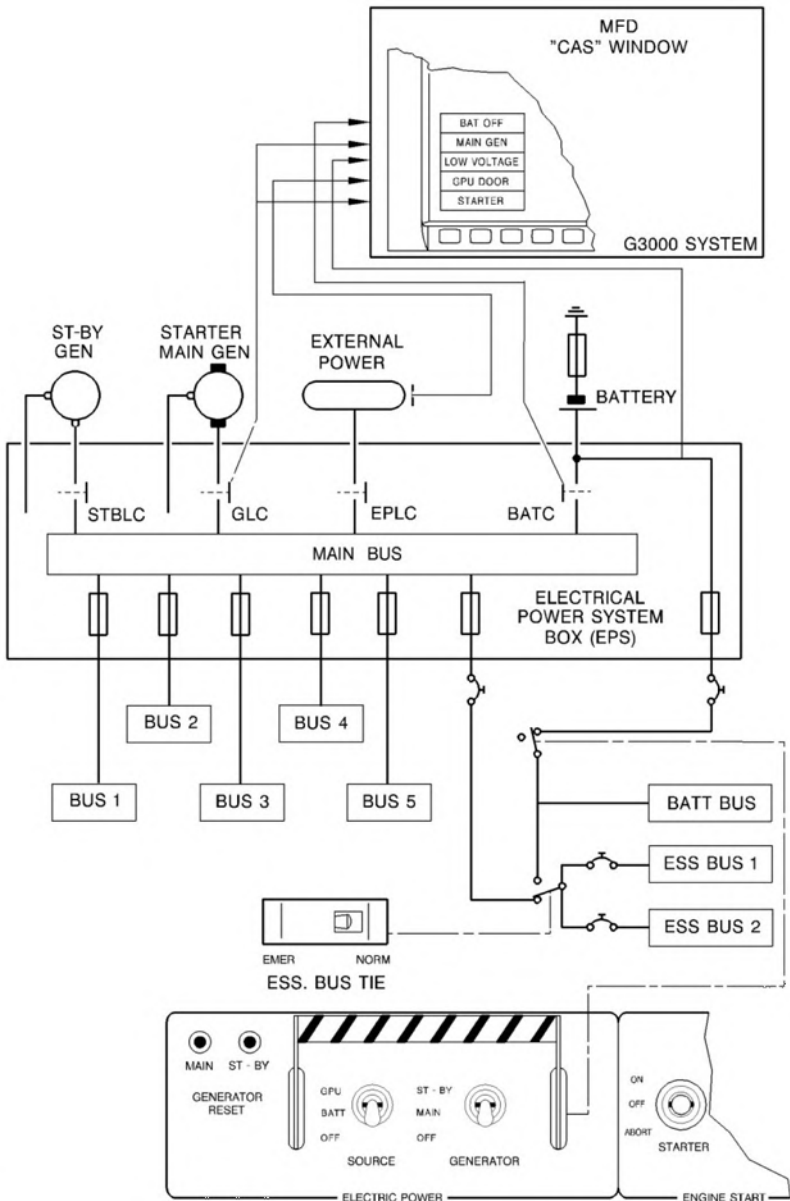 MFD
"CAS" WINDOW
BAT OFF
MAIN GEN
LOW VOLTAGE
GPU DOOR
STARTER
G3000 SYSTEM
ST-BY
GEN
STARTER
MAIN GEN
EXTERNAL
POWER
BATTERY
STBLC
GLC
EPLC
BATC
MAIN BUS
ELECTRICAL
POWER SYSTEM
BOX (EPS)
BUS 2
BUS 4
BUS 1
BUS 3
BUS 5
BATT BUS
ESS BUS 1
ESS BUS 2
EMER
NORM
ESS. BUS TIE
MAIN
ST - BY
GENERATOR
RESET
GPU
BATT
OFF
SOURCE
ST - BY
MAIN
OFF
GENERATOR
ON
OFF
ABORT
STARTER
ELECTRIC POWER
ENGINE START